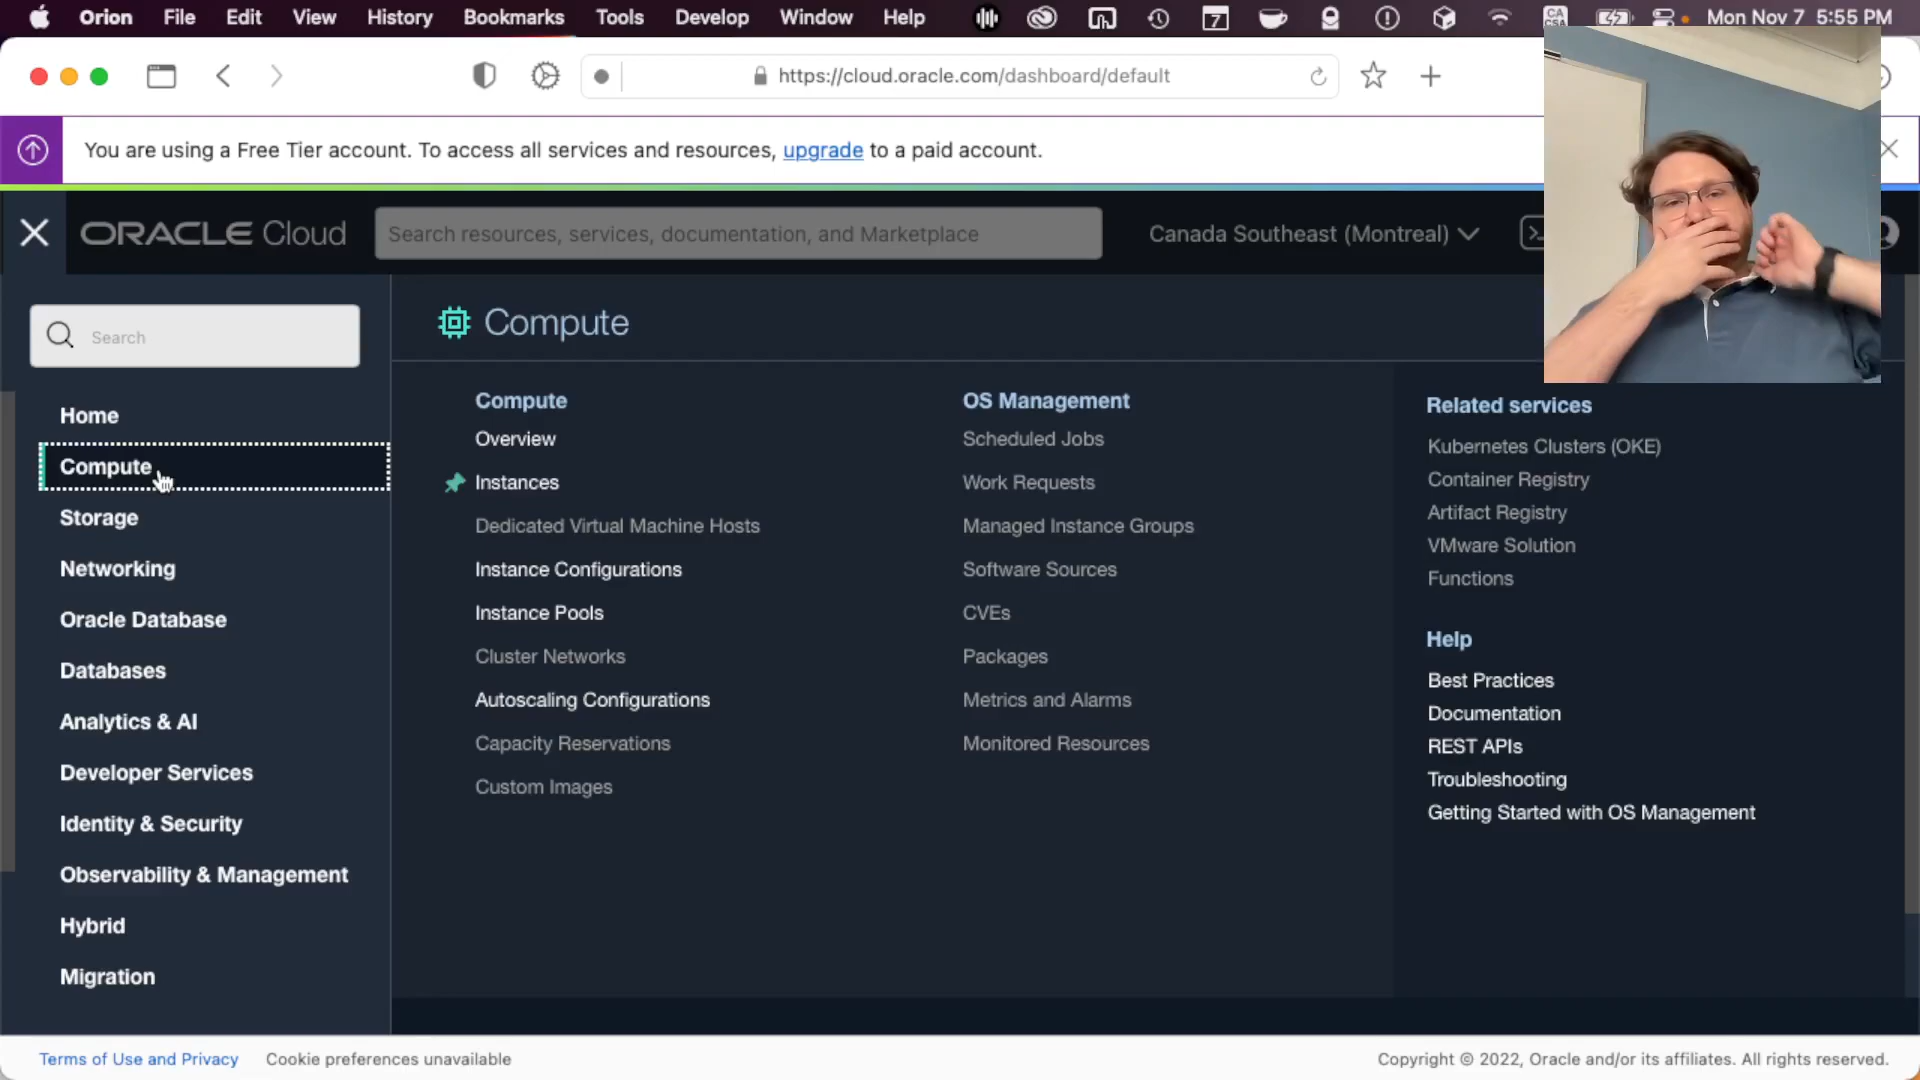 Orion File Edit View History Bookmarks Tools Develop Window Help 7 CA CSA Mon Nov 7 5:55 PM
https://cloud.oracle.com/dashboard/default
You are using a Free Tier account. To access all services and resources, upgrade to a paid account.
ORACLE Cloud
Search resources, services, documentation, and Marketplace
Canada Southeast (Montreal)
Search
Home
Compute
Storage
Networking
Oracle Database
Databases
Analytics & AI
Developer Services
Identity & Security
Observability & Management
Hybrid
Migration
Compute
Compute
Overview
Instances
Dedicated Virtual Machine Hosts
Instance Configurations
Instance Pools
Cluster Networks
Autoscaling Configurations
Capacity Reservations
Custom Images
OS Management
Scheduled Jobs
Work Requests
Managed Instance Groups
Software Sources
CVEs
Packages
Metrics and Alarms
Monitored Resources
Related services
Kubernetes Clusters (OKE)
Container Registry
Artifact Registry
VMware Solution
Functions
Help
Best Practices
Documentation
REST APIs
Troubleshooting
Getting Started with OS Management
Terms of Use and Privacy
Cookie preferences unavailable
Copyright © 2022, Oracle and/or its affiliates. All rights reserved.